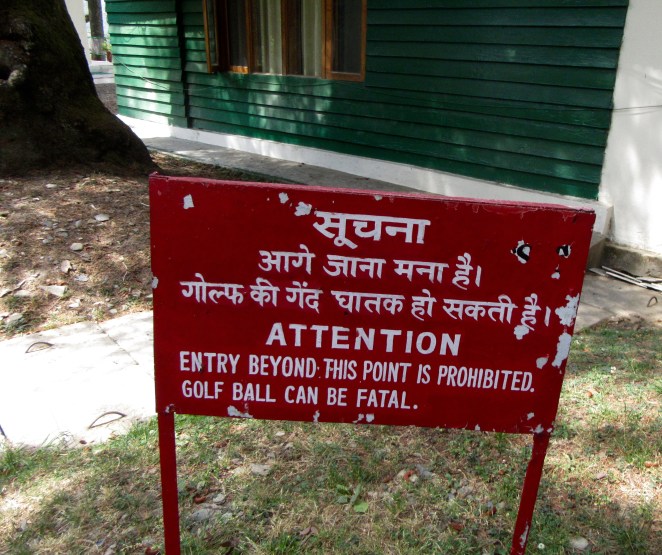 सूचना
आगे जाना मना है।
गोल्फ की गेंद घातक हो सकती है।
ATTENTION
ENTRY BEYOND THIS POINT IS PROHIBITED.
GOLF BALL CAN BE FATAL.